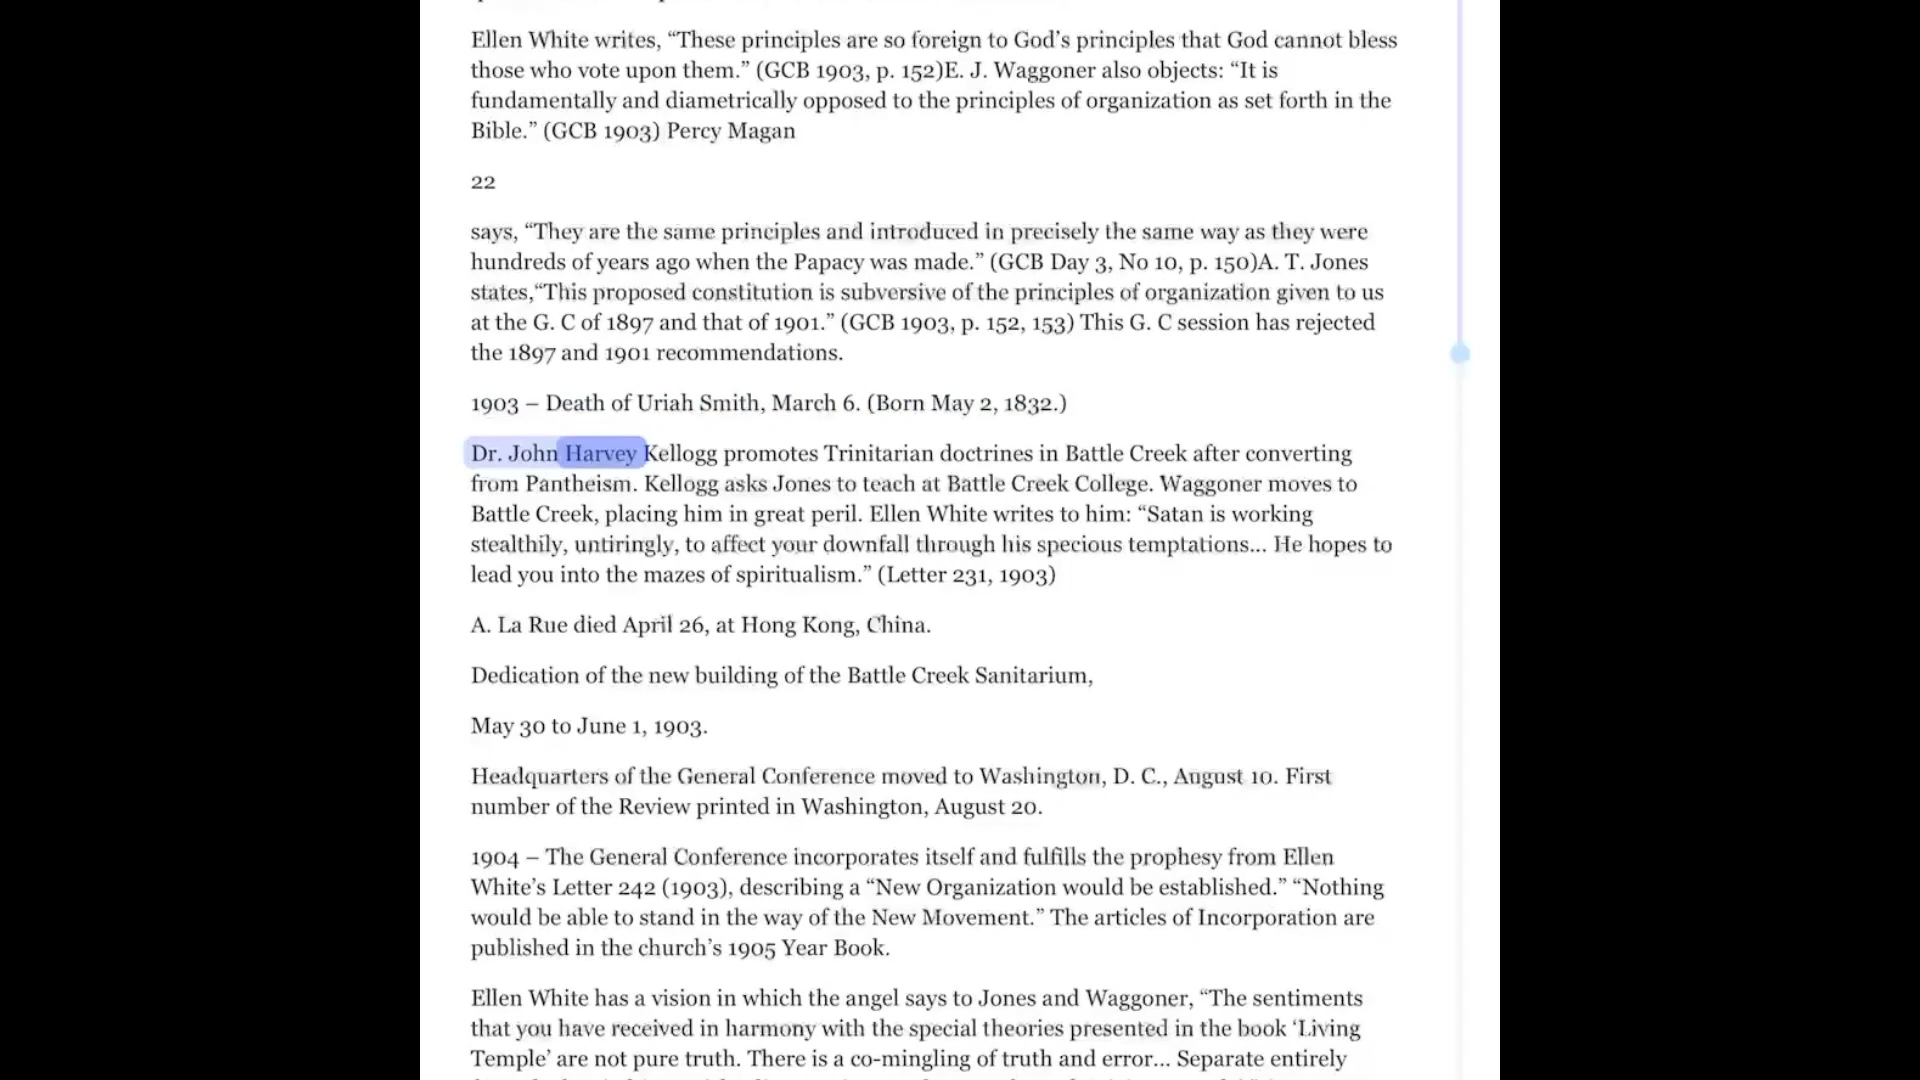 Ellen White writes, “These principles are so foreign to God’s principles that God cannot bless
those who vote upon them.” (GCB 1903, p. 152)E. J. Waggoner also objects: “It is
fundamentally and diametrically opposed to the principles of organization as set forth in the
Bible.” (GCB 1903) Percy Magan
22
says, “They are the same principles and introduced in precisely the same way as they were
hundreds of years ago when the Papacy was made.” (GCB Day 3, No 10, p. 150)A. T. Jones
states,“This proposed constitution is subversive of the principles of organization given to us
at the G. C of 1897 and that of 1901.” (GCB 1903, p. 152, 153) This G. C session has rejected
the 1897 and 1901 recommendations.
1903 – Death of Uriah Smith, March 6. (Born May 2, 1832.)
Dr. John Harvey Kellogg promotes Trinitarian doctrines in Battle Creek after converting
from Pantheism. Kellogg asks Jones to teach at Battle Creek College. Waggoner moves to
Battle Creek, placing him in great peril. Ellen White writes to him: “Satan is working
stealthily, untiringly, to affect your downfall through his specious temptations... He hopes to
lead you into the mazes of spiritualism.” (Letter 231, 1903)
A. La Rue died April 26, at Hong Kong, China.
Dedication of the new building of the Battle Creek Sanitarium,
May 30 to June 1, 1903.
Headquarters of the General Conference moved to Washington, D. C., August 10. First
number of the Review printed in Washington, August 20.
1904 – The General Conference incorporates itself and fulfills the prophesy from Ellen
White’s Letter 242 (1903), describing a “New Organization would be established.” “Nothing
would be able to stand in the way of the New Movement.” The articles of Incorporation are
published in the church’s 1905 Year Book.
Ellen White has a vision in which the angel says to Jones and Waggoner, “The sentiments
that you have received in harmony with the special theories presented in the book ‘Living
Temple’ are not pure truth. There is a co-mingling of truth and error... Separate entirely